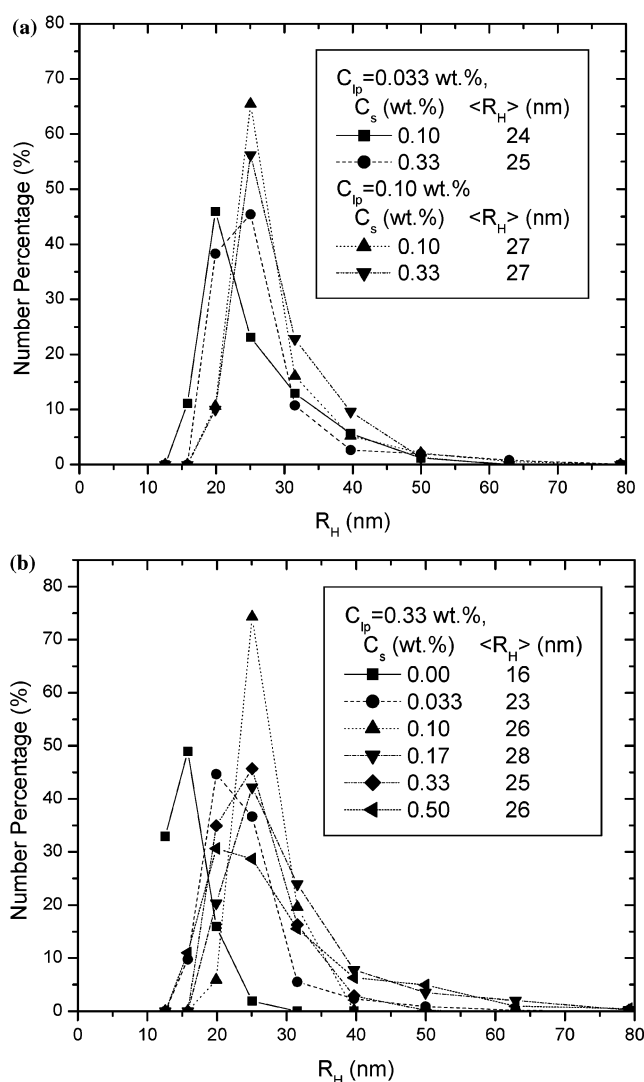 (a)
80
70
60
50
40
30
20
10
0
Number Percentage (%)
C_lp=0.033 wt.%,
C_s (wt.%) <R_H> (nm)
0.10 24
0.33 25
C_lp=0.10 wt.%
C_s (wt.%) <R_H> (nm)
0.10 27
0.33 27
0 10 20 30 40 50 60 70 80
R_H (nm)
(b)
80
70
60
50
40
30
20
10
0
Number Percentage (%)
C_lp=0.33 wt.%,
C_s (wt.%) <R_H> (nm)
0.00 16
0.033 23
0.10 26
0.17 28
0.33 25
0.50 26
0 10 20 30 40 50 60 70 80
R_H (nm)